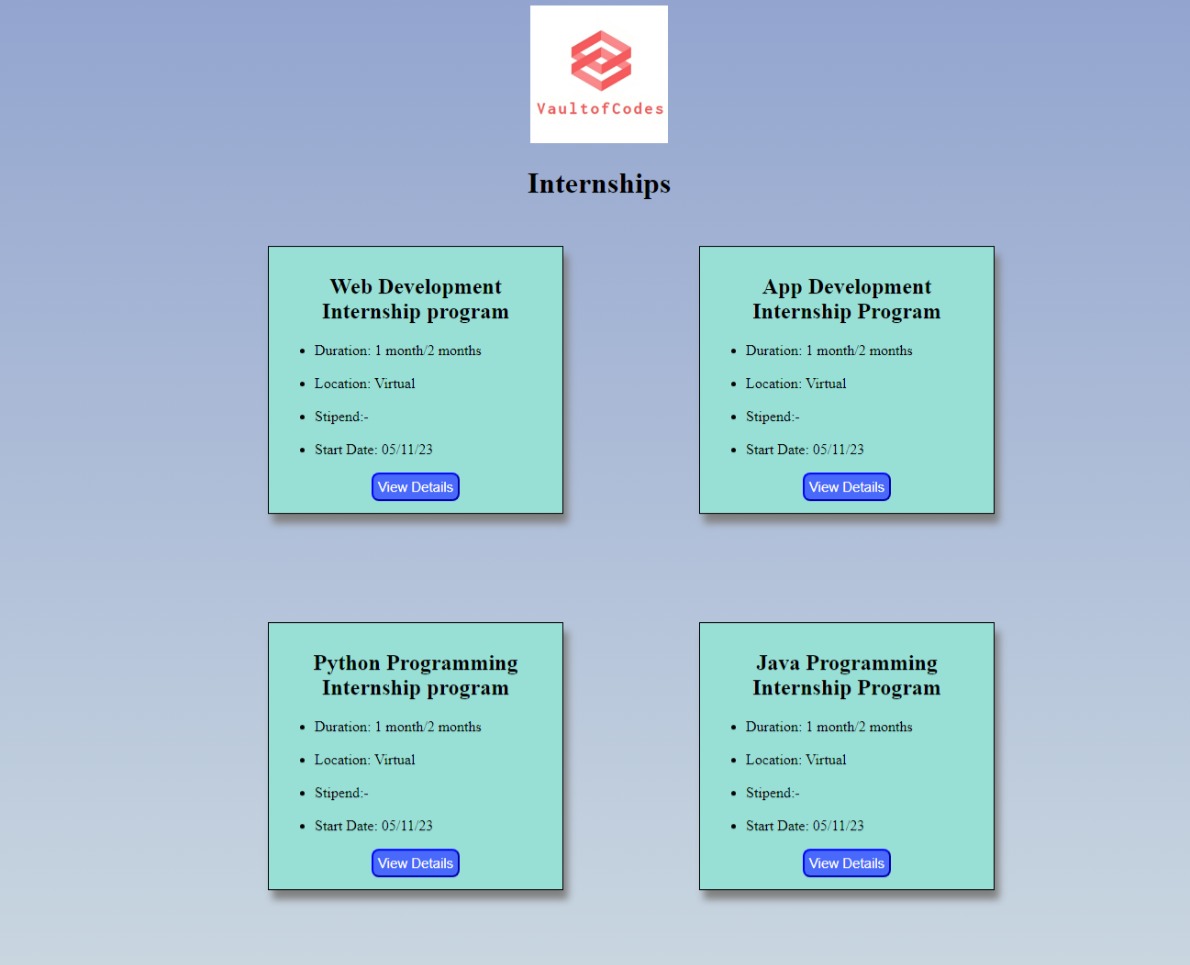 VaultofCodes
Internships
Web Development
Internship program
• Duration: 1 month/2 months
• Location: Virtual
• Stipend:-
• Start Date: 05/11/23
View Details
App Development
Internship Program
• Duration: 1 month/2 months
• Location: Virtual
• Stipend:-
• Start Date: 05/11/23
View Details
Python Programming
Internship program
• Duration: 1 month/2 months
• Location: Virtual
• Stipend:-
• Start Date: 05/11/23
View Details
Java Programming
Internship Program
• Duration: 1 month/2 months
• Location: Virtual
• Stipend:-
• Start Date: 05/11/23
View Details